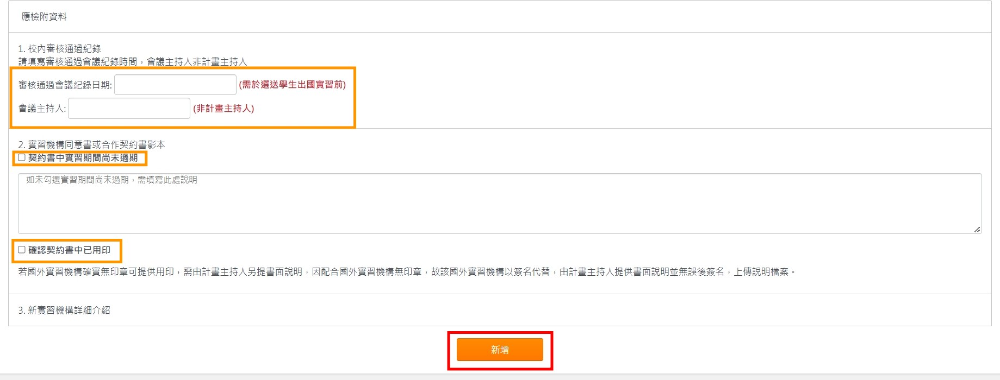 應檢附資料
1. 校內審核通過紀錄
請填寫審核通過會議紀錄時間，會議主持人非計畫主持人
審核通過會議紀錄日期: (需於選送學生出國實習前)
會議主持人: (非計畫主持人)
2. 實習機構同意書或合作契約書影本
契約書中實習期間尚未過期
如未勾選實習期間尚未過期，需填寫此處說明
確認契約書中已用印
若國外實習機構確實無印章可提供用印，需由計畫主持人另提書面說明，因配合國外實習機構無印章，故該國外實習機構以簽名代替，由計畫主持人提供書面說明並無誤後簽名，上傳說明檔案。
3. 新實習機構詳細介紹
新增